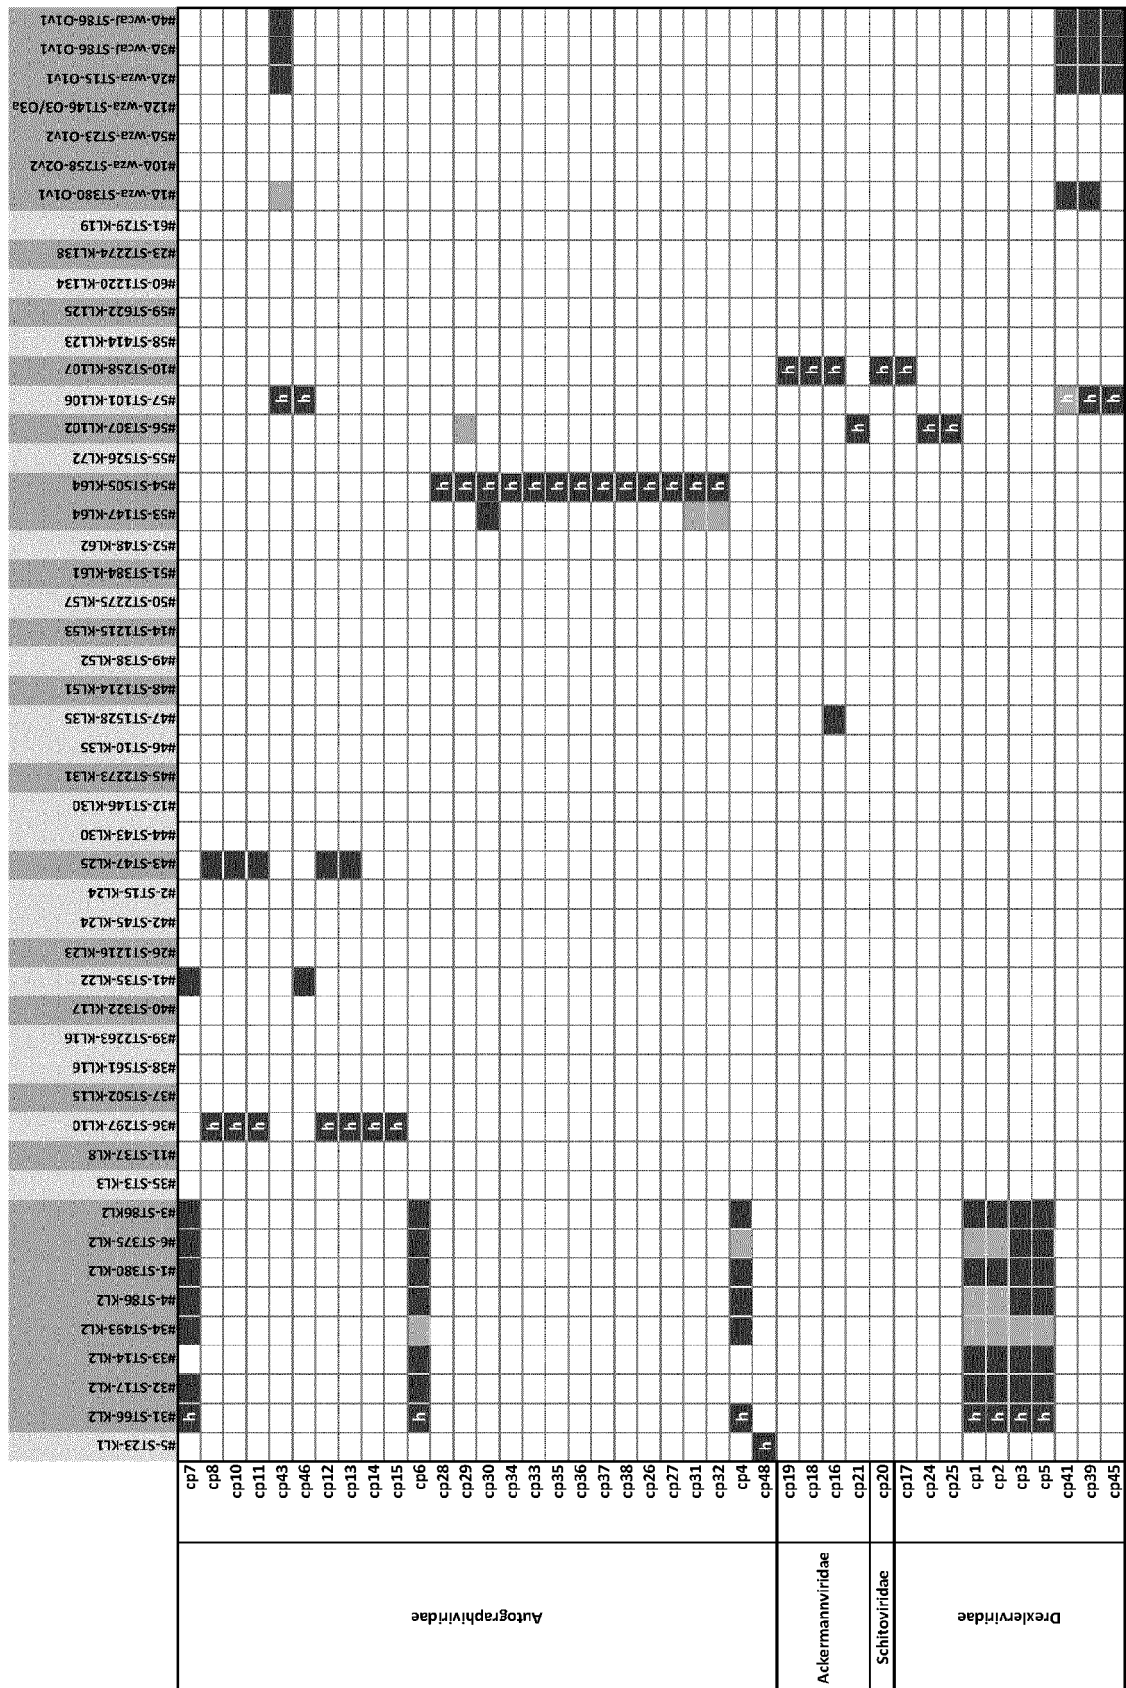 #4Δ-wcaJ-ST86-O1v1
#3Δ-wcaJ-ST86-O1v1
#2Δ-wza-ST15-O1v1
#12Δ-wza-ST146-O3/O3a
#5Δ-wza-ST23-O1v2
#10Δ-wza-ST258-O2v2
#1Δ-wza-ST380-O1v1
#61-ST29-KL19
#23-ST2274-KL138
#60-ST1220-KL134
#59-ST622-KL125
#58-ST414-KL123
#10-ST258-KL107 h h h h h
#57-ST101-KL106 h h h h h
#56-ST307-KL102 h h h
#55-ST526-KL72
#54-ST505-KL64 h h h h h h h h h h h h h
#53-ST147-KL64
#52-ST48-KL62
#51-ST384-KL61
#50-ST2275-KL57
#14-ST1215-KL53
#49-ST38-KL52
#48-ST1214-KL51
#47-ST1528-KL35
#46-ST10-KL35
#45-ST2273-KL31
#12-ST146-KL30
#44-ST43-KL30
#43-ST47-KL25
#2-ST15-KL24
#42-ST45-KL24
#26-ST1216-KL23
#41-ST35-KL22
#40-ST322-KL17
#39-ST2263-KL16
#38-ST561-KL16
#37-ST502-KL15
#36-ST297-KL10 h h h h h h h
#11-ST37-KL8
#35-ST3-KL3
#3-ST86KL2
#6-ST375-KL2
#1-ST380-KL2
#4-ST86-KL2
#34-ST493-KL2
#33-ST14-KL2
#32-ST17-KL2
#31-ST66-KL2 h h h h h h h
#5-ST23-KL1 h
cp7
cp8
cp10
cp11
cp43
cp46
cp12
cp13
cp14
cp15
cp6
cp28
cp29
cp30
cp34
cp33
cp35
cp36
cp37
cp38
cp26
cp27
cp31
cp32
cp4
cp48
cp19
cp18
cp16
cp21
cp20
cp17
cp24
cp25
cp1
cp2
cp3
cp5
cp41
cp39
cp45
Autographiviridae
Ackermannviridae
Schitoviridae
Drexlerviridae